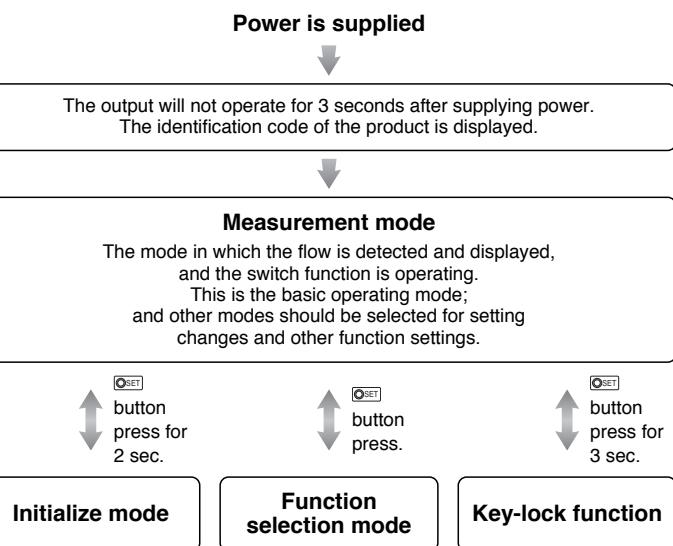 Power is supplied
The output will not operate for 3 seconds after supplying power.
The identification code of the product is displayed.
Measurement mode
The mode in which the flow is detected and displayed,
and the switch function is operating.
This is the basic operating mode;
and other modes should be selected for setting
changes and other function settings.
SET
button
press for
2 sec.
SET
button
press.
SET
button
press for
3 sec.
Initialize mode
Function
selection mode
Key-lock function